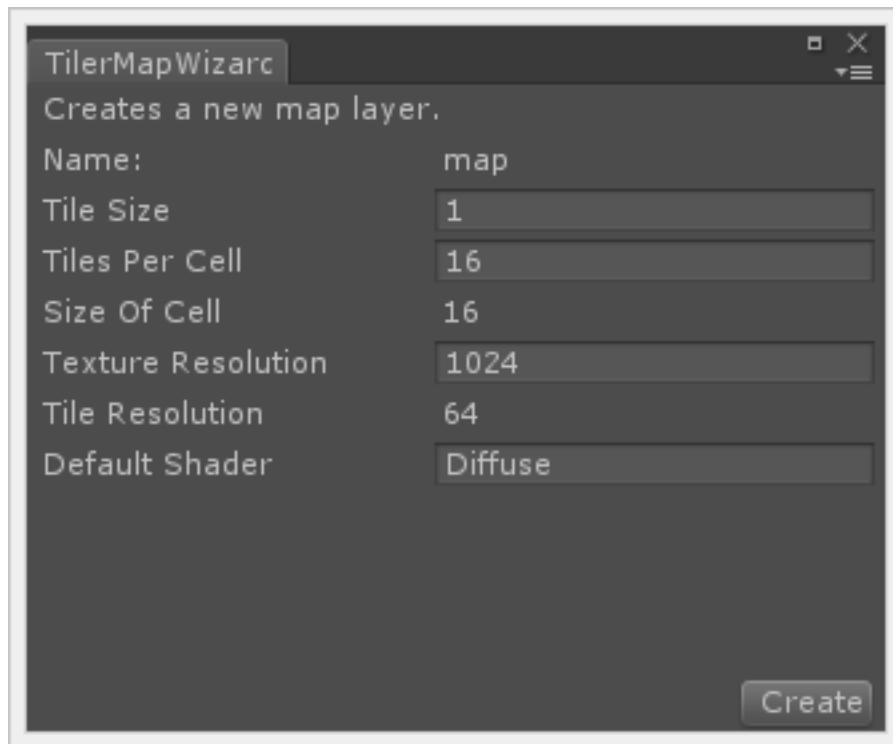 TilerMapWizarc
Creates a new map layer.
Name: map
Tile Size 1
Tiles Per Cell 16
Size Of Cell 16
Texture Resolution 1024
Tile Resolution 64
Default Shader Diffuse
Create